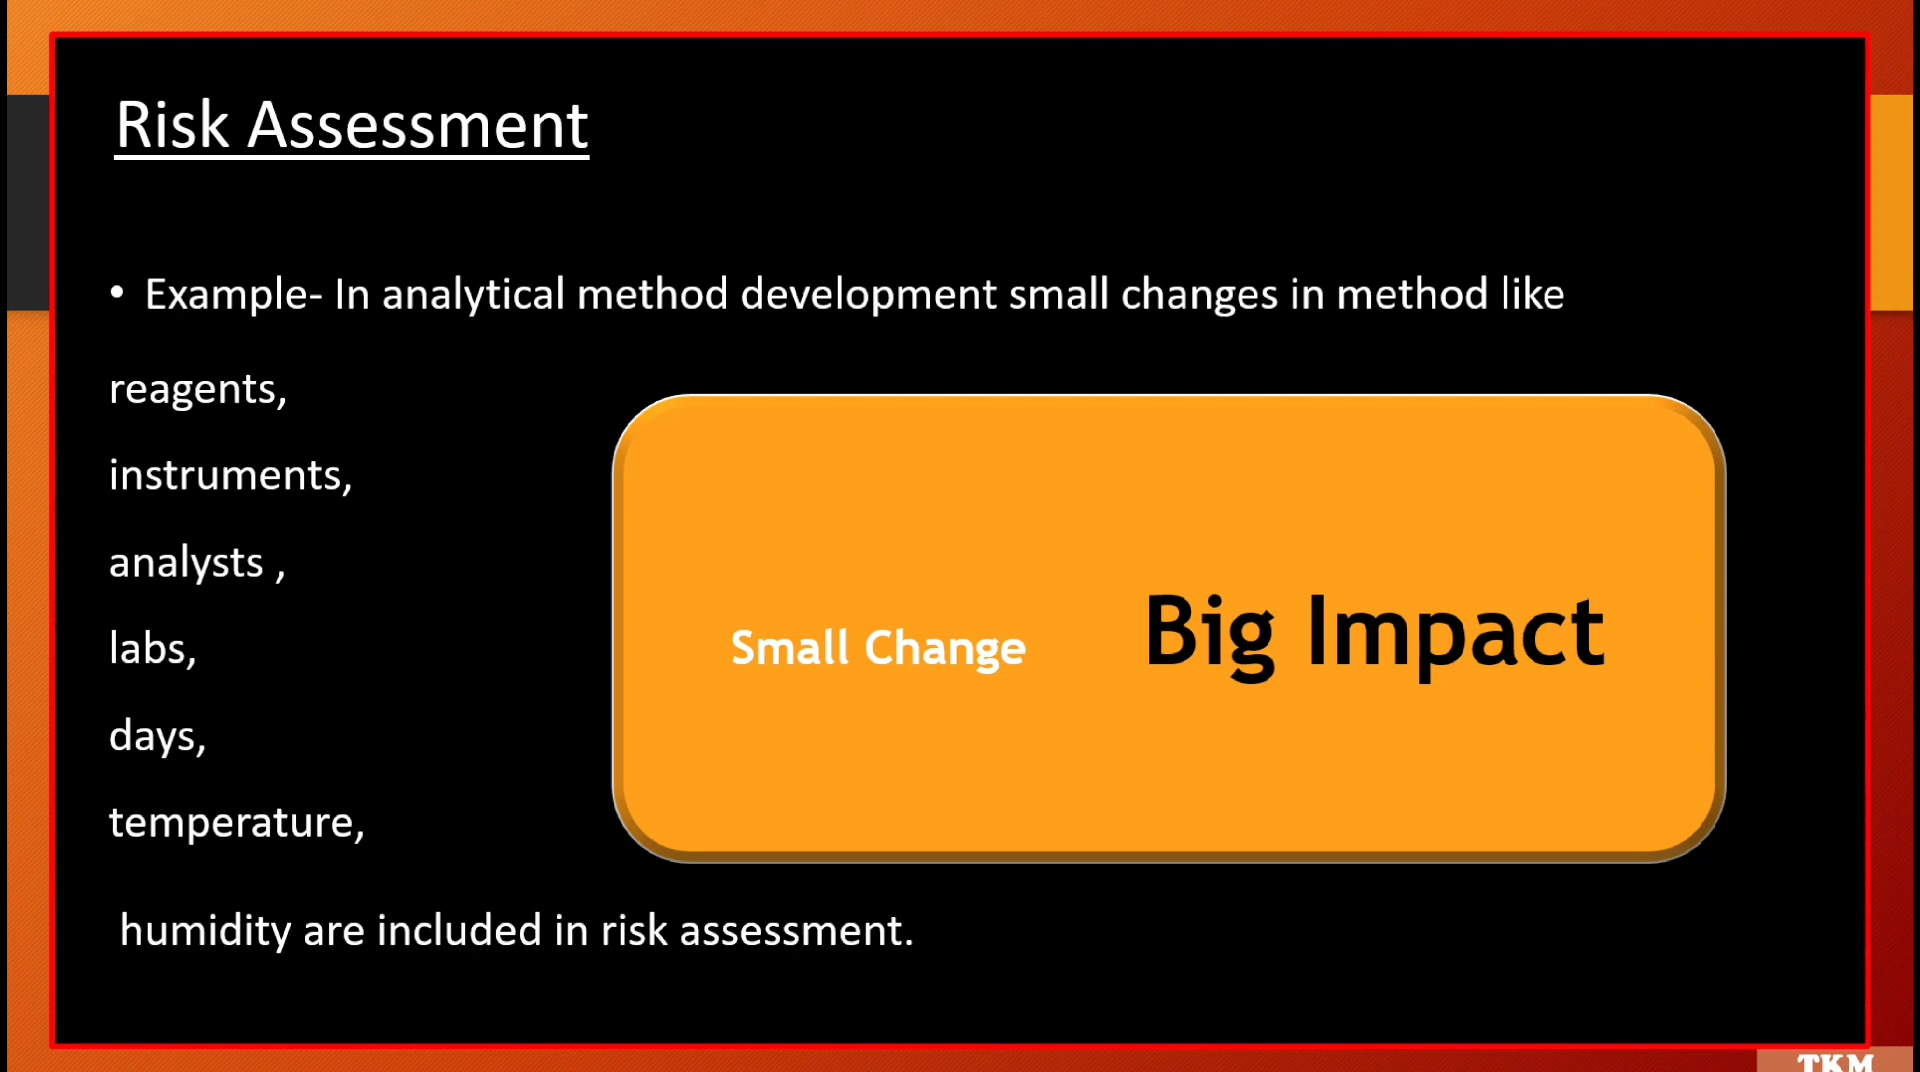 Risk Assessment
• Example- In analytical method development small changes in method like
reagents,
instruments,
analysts ,
labs,
days,
temperature,
humidity are included in risk assessment.
Small Change Big Impact
TKM